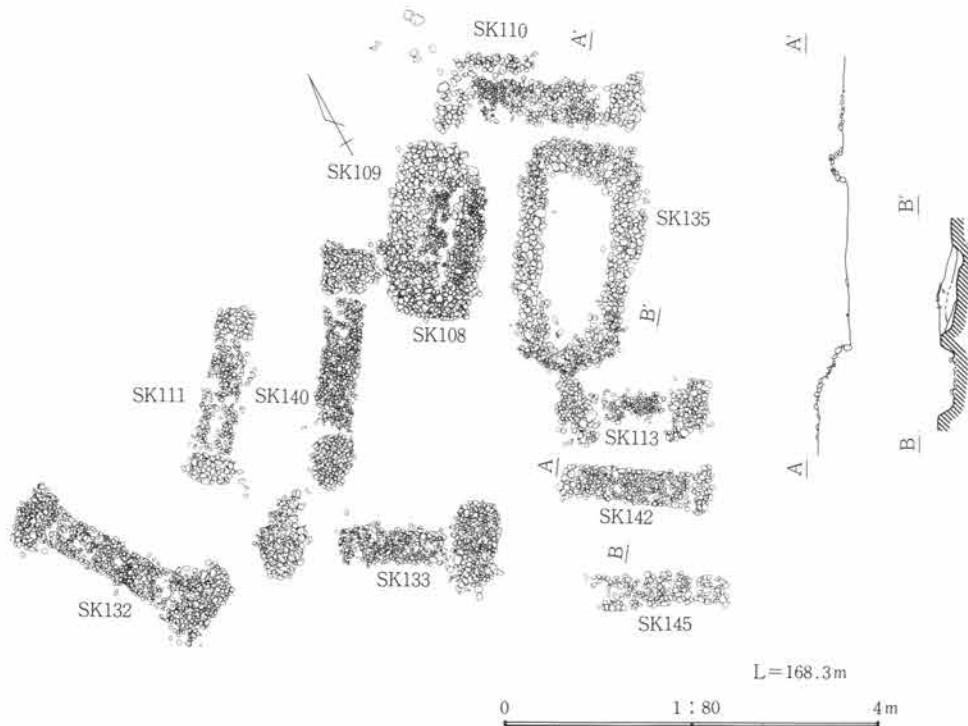 SK110
A'
A'
SK109
SK135
B'
B'
SK108
SK111
SK140
SK113
A
A
B
SK142
B
SK133
SK132
SK145
L=168.3m
0 1:80 4m